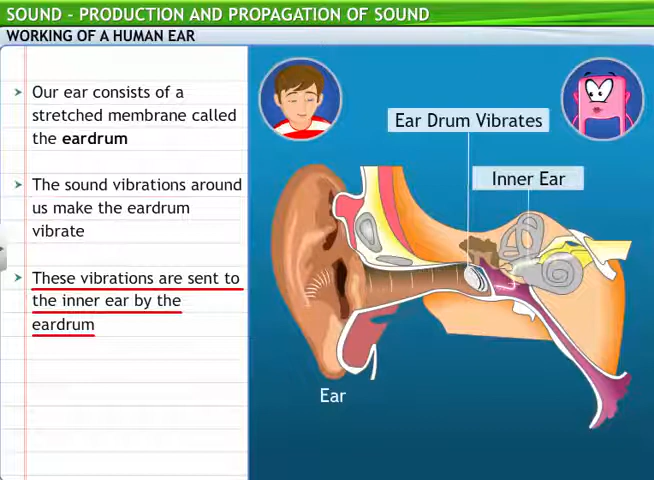 SOUND - PRODUCTION AND PROPAGATION OF SOUND
WORKING OF A HUMAN EAR
Our ear consists of a
stretched membrane called
the eardrum
The sound vibrations around
us make the eardrum
vibrate
These vibrations are sent to
the inner ear by the
eardrum
Ear Drum Vibrates
Inner Ear
Ear